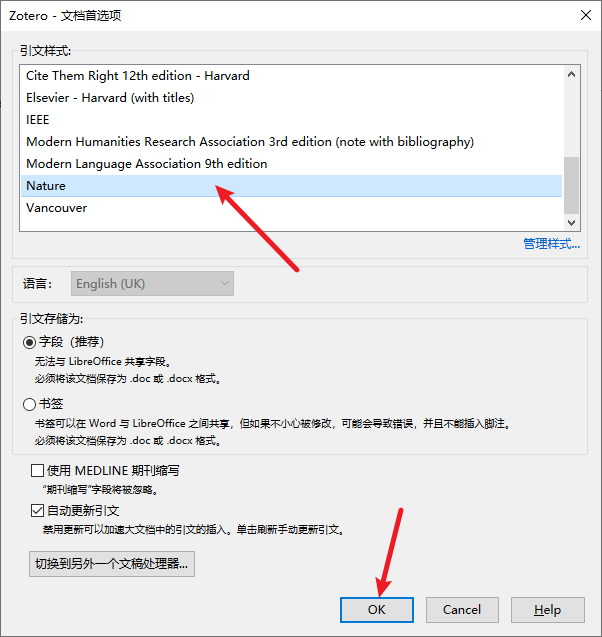 Zotero - 文档首选项
引文样式:
Cite Them Right 12th edition - Harvard
Elsevier - Harvard (with titles)
IEEE
Modern Humanities Research Association 3rd edition (note with bibliography)
Modern Language Association 9th edition
Nature
Vancouver
管理样式...
语言: English (UK)
引文存储为:
字段（推荐）
无法与 LibreOffice 共享字段。
必须将该文档保存为 .doc 或 .docx 格式。
书签
书签可以在 Word 与 LibreOffice 之间共享，但如果不小心被修改，可能会导致错误，并且不能插入脚注。
必须将该文档保存为 .doc 或 .docx 格式。
使用 MEDLINE 期刊缩写
“期刊缩写”字段将被忽略。
自动更新引文
禁用更新可以加速大文档中的引文的插入。单击刷新手动更新引文。
切换到另外一个文稿处理器...
OK Cancel Help